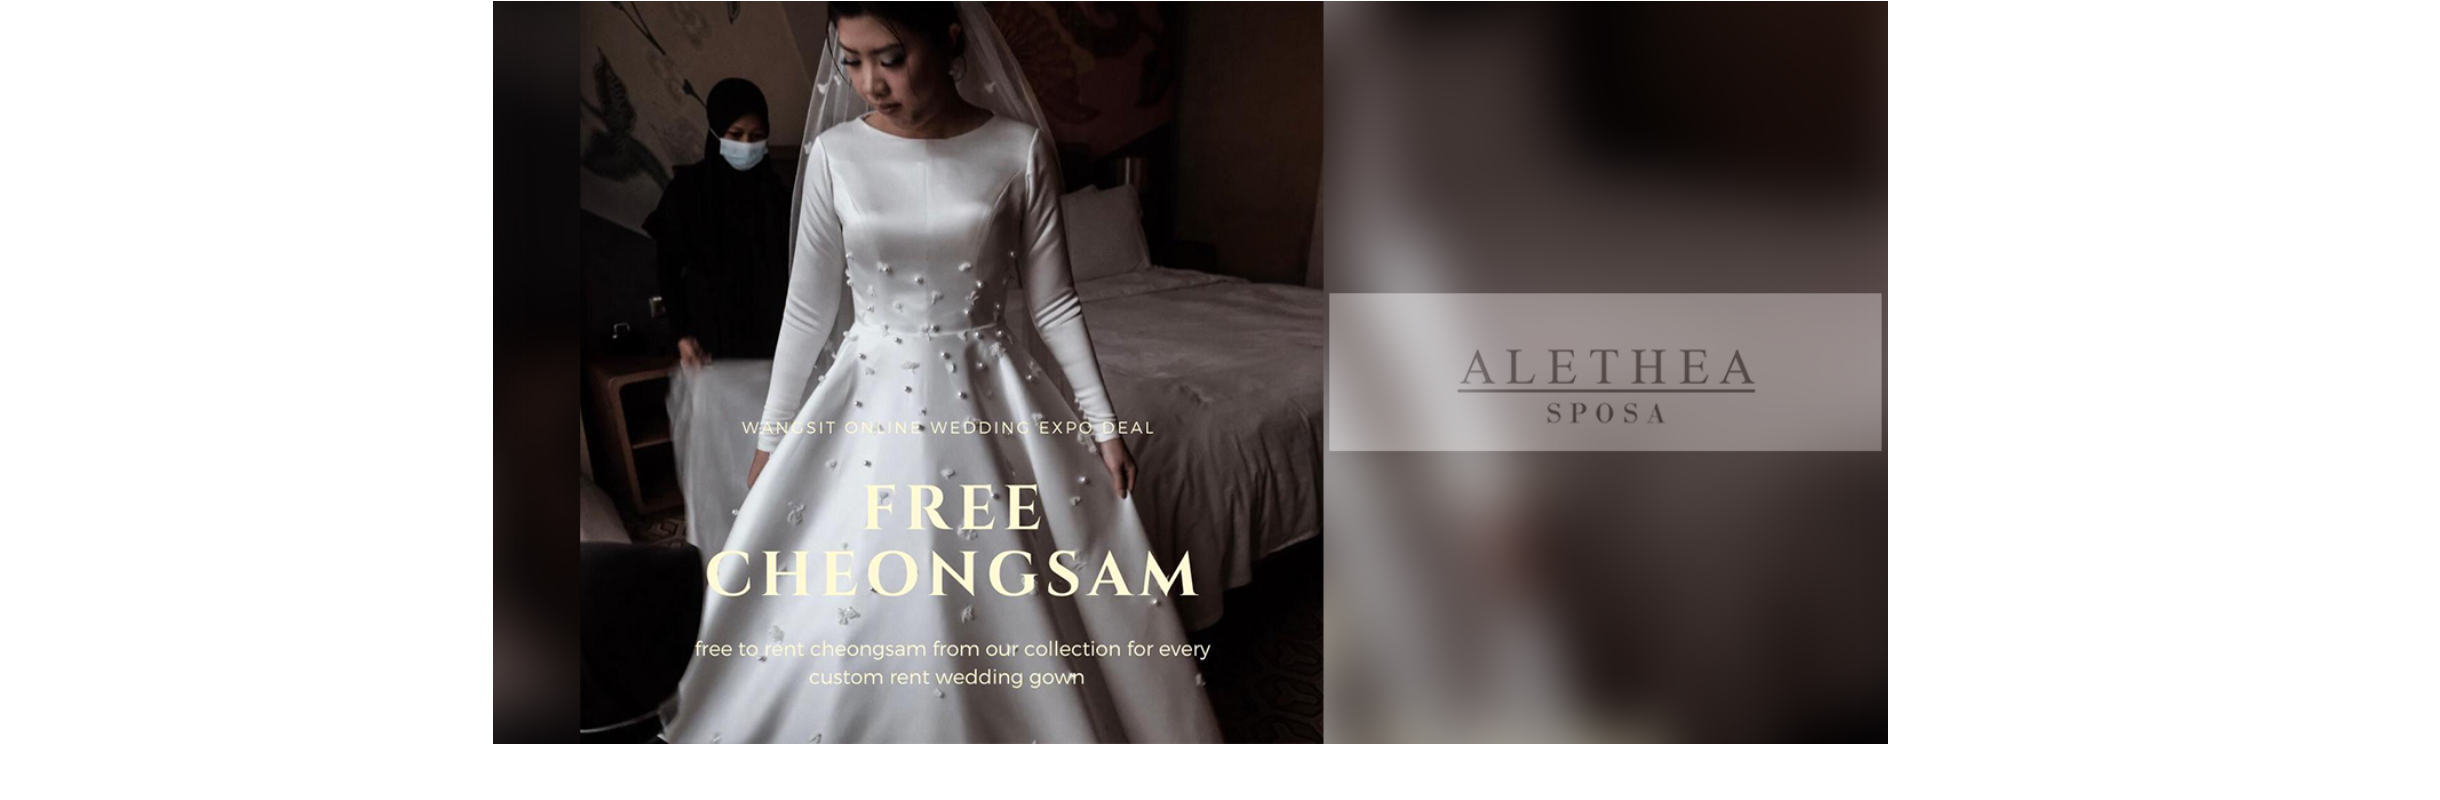 WANGSIT ONLINE WEDDING EXPO DEAL
FREE
CHEONGSAM
free to rent cheongsam from our collection for every
custom rent wedding gown
ALETHEA
SPOSA